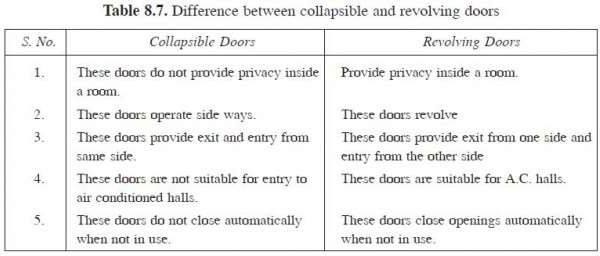 Table 8.7. Difference between collapsible and revolving doors
S. No. Collapsible Doors Revolving Doors
1. These doors do not provide privacy inside Provide privacy inside a room.
a room.
2. These doors operate side ways. These doors revolve
3. These doors provide exit and entry from These doors provide exit from one side and
same side. entry from the other side
4. These doors are not suitable for entry to These doors are suitable for A.C. halls.
air conditioned halls.
5. These doors do not close automatically These doors close openings automatically
when not in use. when not in use.